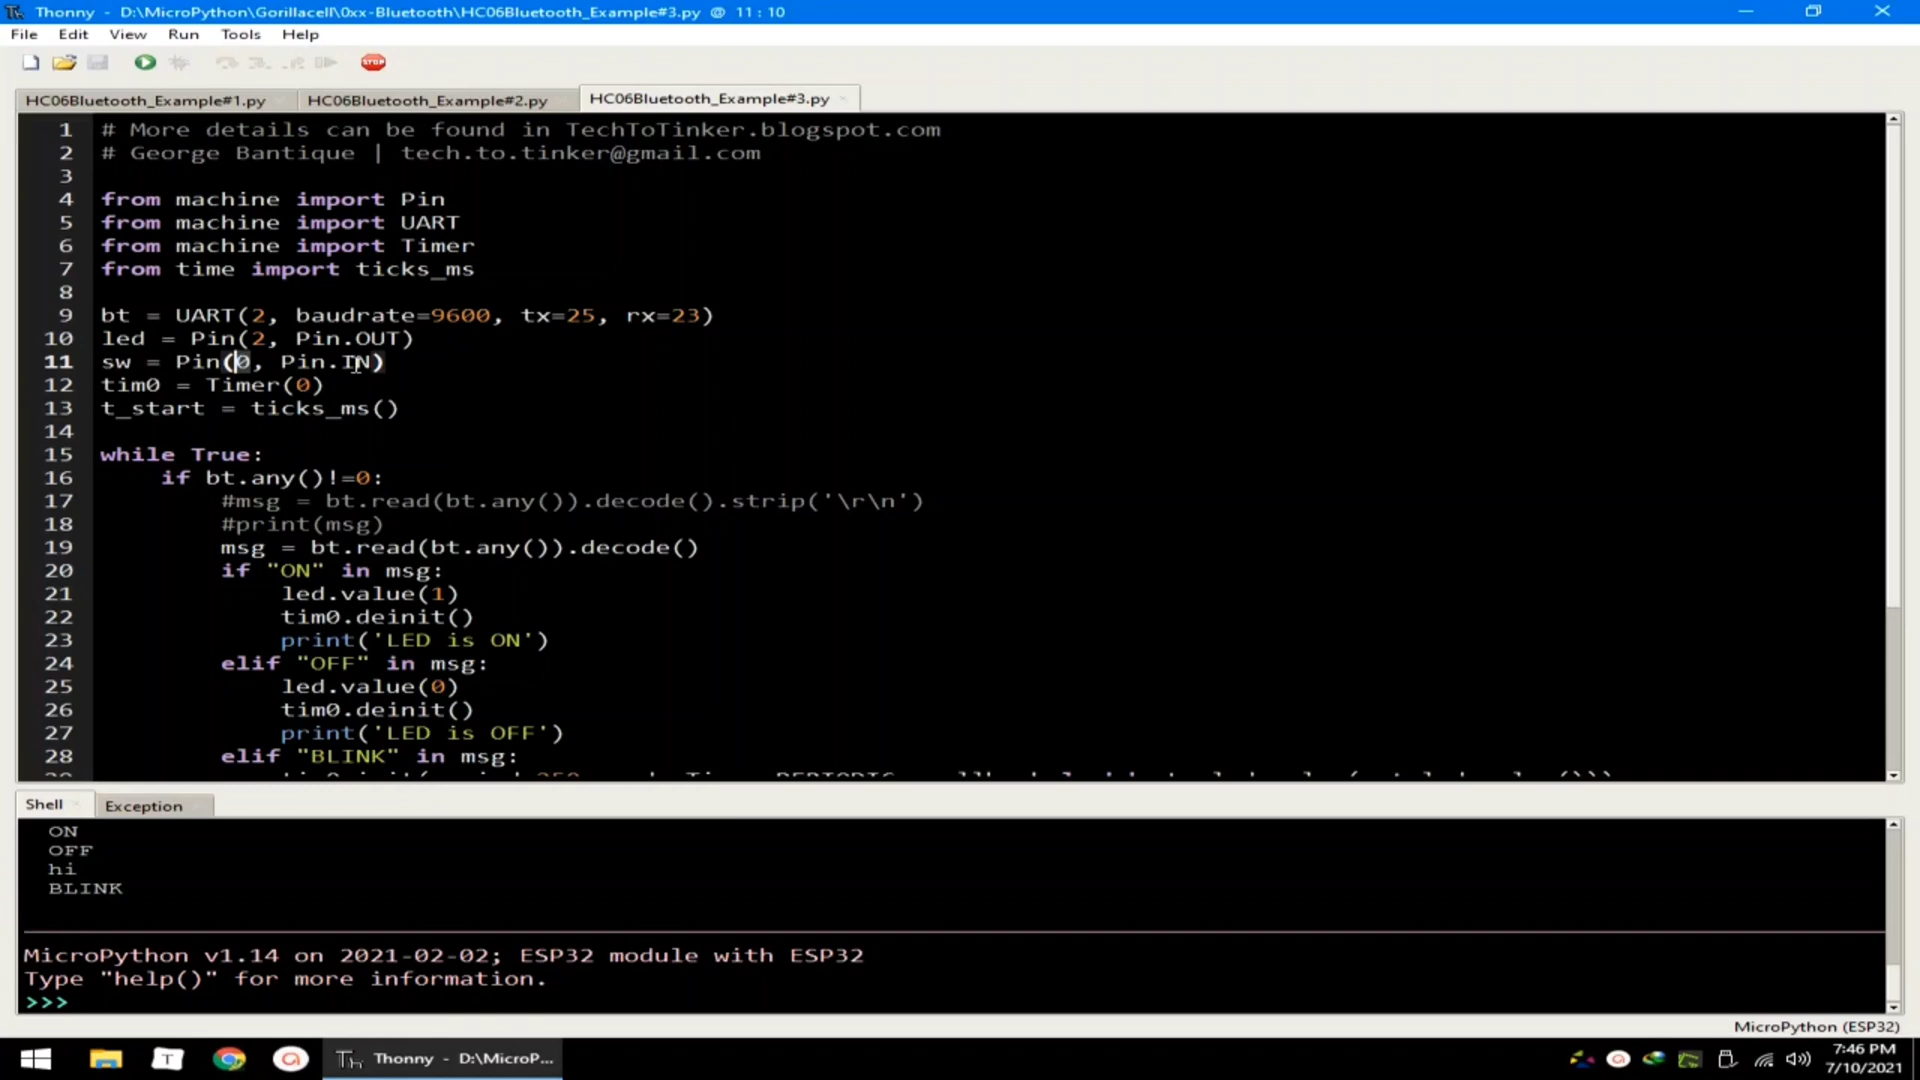 Thonny - D:\MicroPython\Gorillacell\0xx-Bluetooth\HC06Bluetooth_Example#3.py @ 11 : 10
File Edit View Run Tools Help
STOP
HC06Bluetooth_Example#1.py HC06Bluetooth_Example#2.py HC06Bluetooth_Example#3.py
1 # More details can be found in TechToTinker.blogspot.com
2 # George Bantique | tech.to.tinker@gmail.com
3
4 from machine import Pin
5 from machine import UART
6 from machine import Timer
7 from time import ticks_ms
8
9 bt = UART(2, baudrate=9600, tx=25, rx=23)
10 led = Pin(2, Pin.OUT)
11 sw = Pin(0, Pin.IN)
12 tim0 = Timer(0)
13 t_start = ticks_ms()
14
15 while True:
16 if bt.any()!=0:
17 #msg = bt.read(bt.any()).decode().strip('\r\n')
18 #print(msg)
19 msg = bt.read(bt.any()).decode()
20 if "ON" in msg:
21 led.value(1)
22 tim0.deinit()
23 print('LED is ON')
24 elif "OFF" in msg:
25 led.value(0)
26 tim0.deinit()
27 print('LED is OFF')
28 elif "BLINK" in msg:
Shell Exception
ON
OFF
hi
BLINK
MicroPython v1.14 on 2021-02-02; ESP32 module with ESP32
Type "help()" for more information.
>>>
MicroPython (ESP32)
Thonny - D:\MicroP...
7:46 PM
7/10/2021